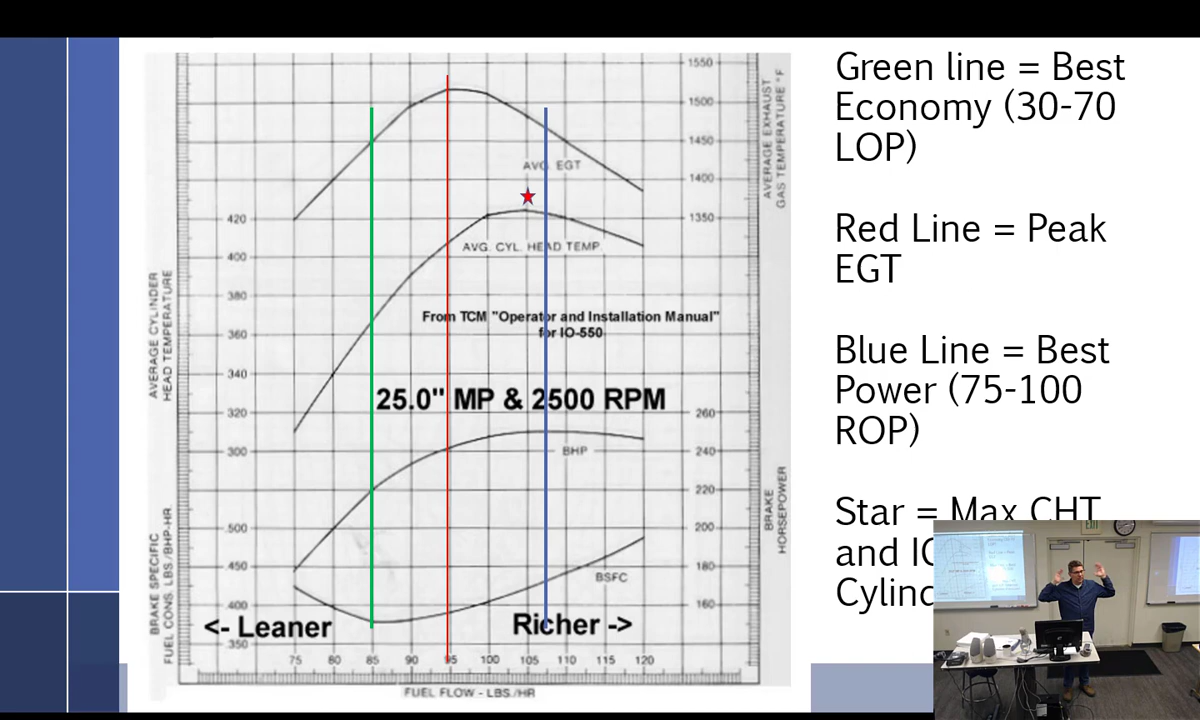 Green line = Best
Economy (30-70
LOP)
Red Line = Peak
EGT
Blue Line = Best
Power (75-100
ROP)
Star = Max CHT
and
1550
1500
1450
1400
1350
AVERAGE EXHAUST
GAS TEMPERATURE °F
AVG. EGT
AVG. CYL. HEAD TEMP.
420
400
380
360
340
320
300
AVERAGE CYLINDER
HEAD TEMPERATURE
From TCM "Operator and Installation Manual"
for IO-550
25.0" MP & 2500 RPM
260
240
220
200
180
160
BRAKE
HORSEPOWER
BHP
BSFC
.500
.450
.400
.350
BRAKE SPECIFIC
FUEL CONS. LBS./BHP-HR
<- Leaner
Richer ->
75 80 85 90 95 100 105 110 115 120
FUEL FLOW - LBS./HR